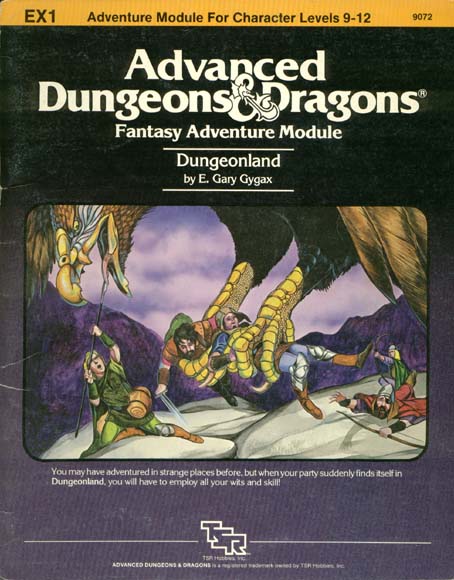 EX1 Adventure Module For Character Levels 9-12 9072
Advanced
Dungeons & Dragons®
Fantasy Adventure Module
Dungeonland
by E. Gary Gygax
You may have adventured in strange places before, but when your party suddenly finds itself in
Dungeonland, you will have to employ all your wits and skill!
TSR
TSR Hobbies, Inc.
ADVANCED DUNGEONS & DRAGONS is a registered trademark owned by TSR Hobbies, Inc.